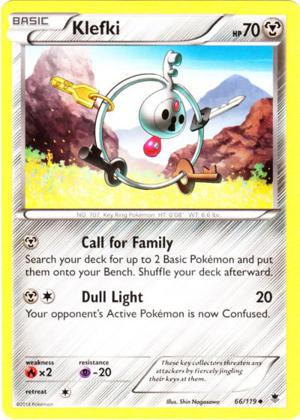 BASIC
Klefki
HP70
NO. 707 Key Ring Pokémon HT: 0'08" WT: 6.6 lbs.
Call for Family
Search your deck for up to 2 Basic Pokémon and put
them onto your Bench. Shuffle your deck afterward.
Dull Light 20
Your opponent's Active Pokémon is now Confused.
weakness
×2
resistance
-20
retreat
These key collectors threaten any
attackers by fiercely jingling
their keys at them.
©2014 Pokémon
Illus. Shin Nagasawa
66/119